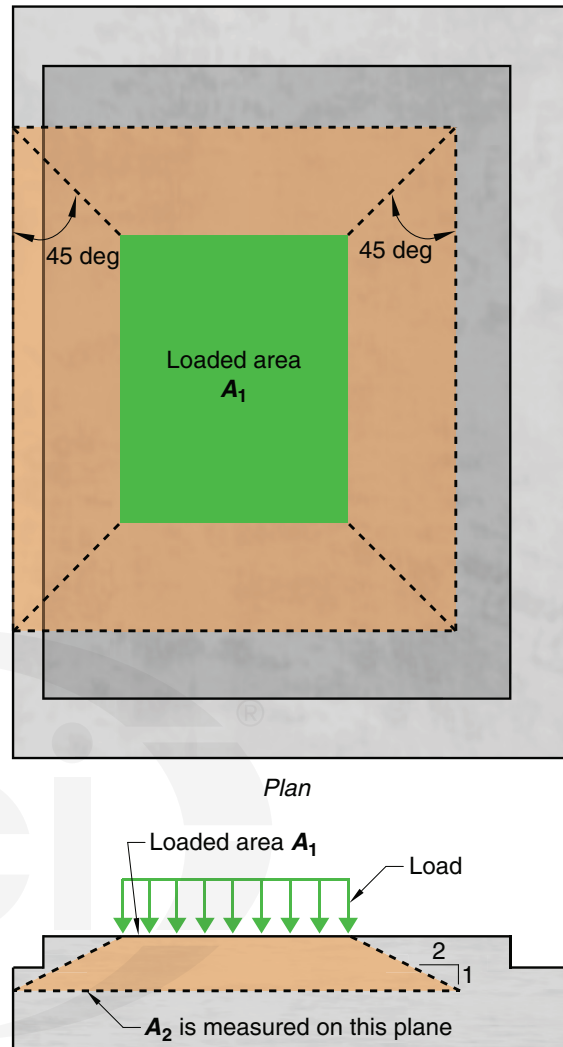 45 deg
45 deg
Loaded area
A1
®
ci
Plan
Loaded area A1
Load
2
1
A2 is measured on this plane